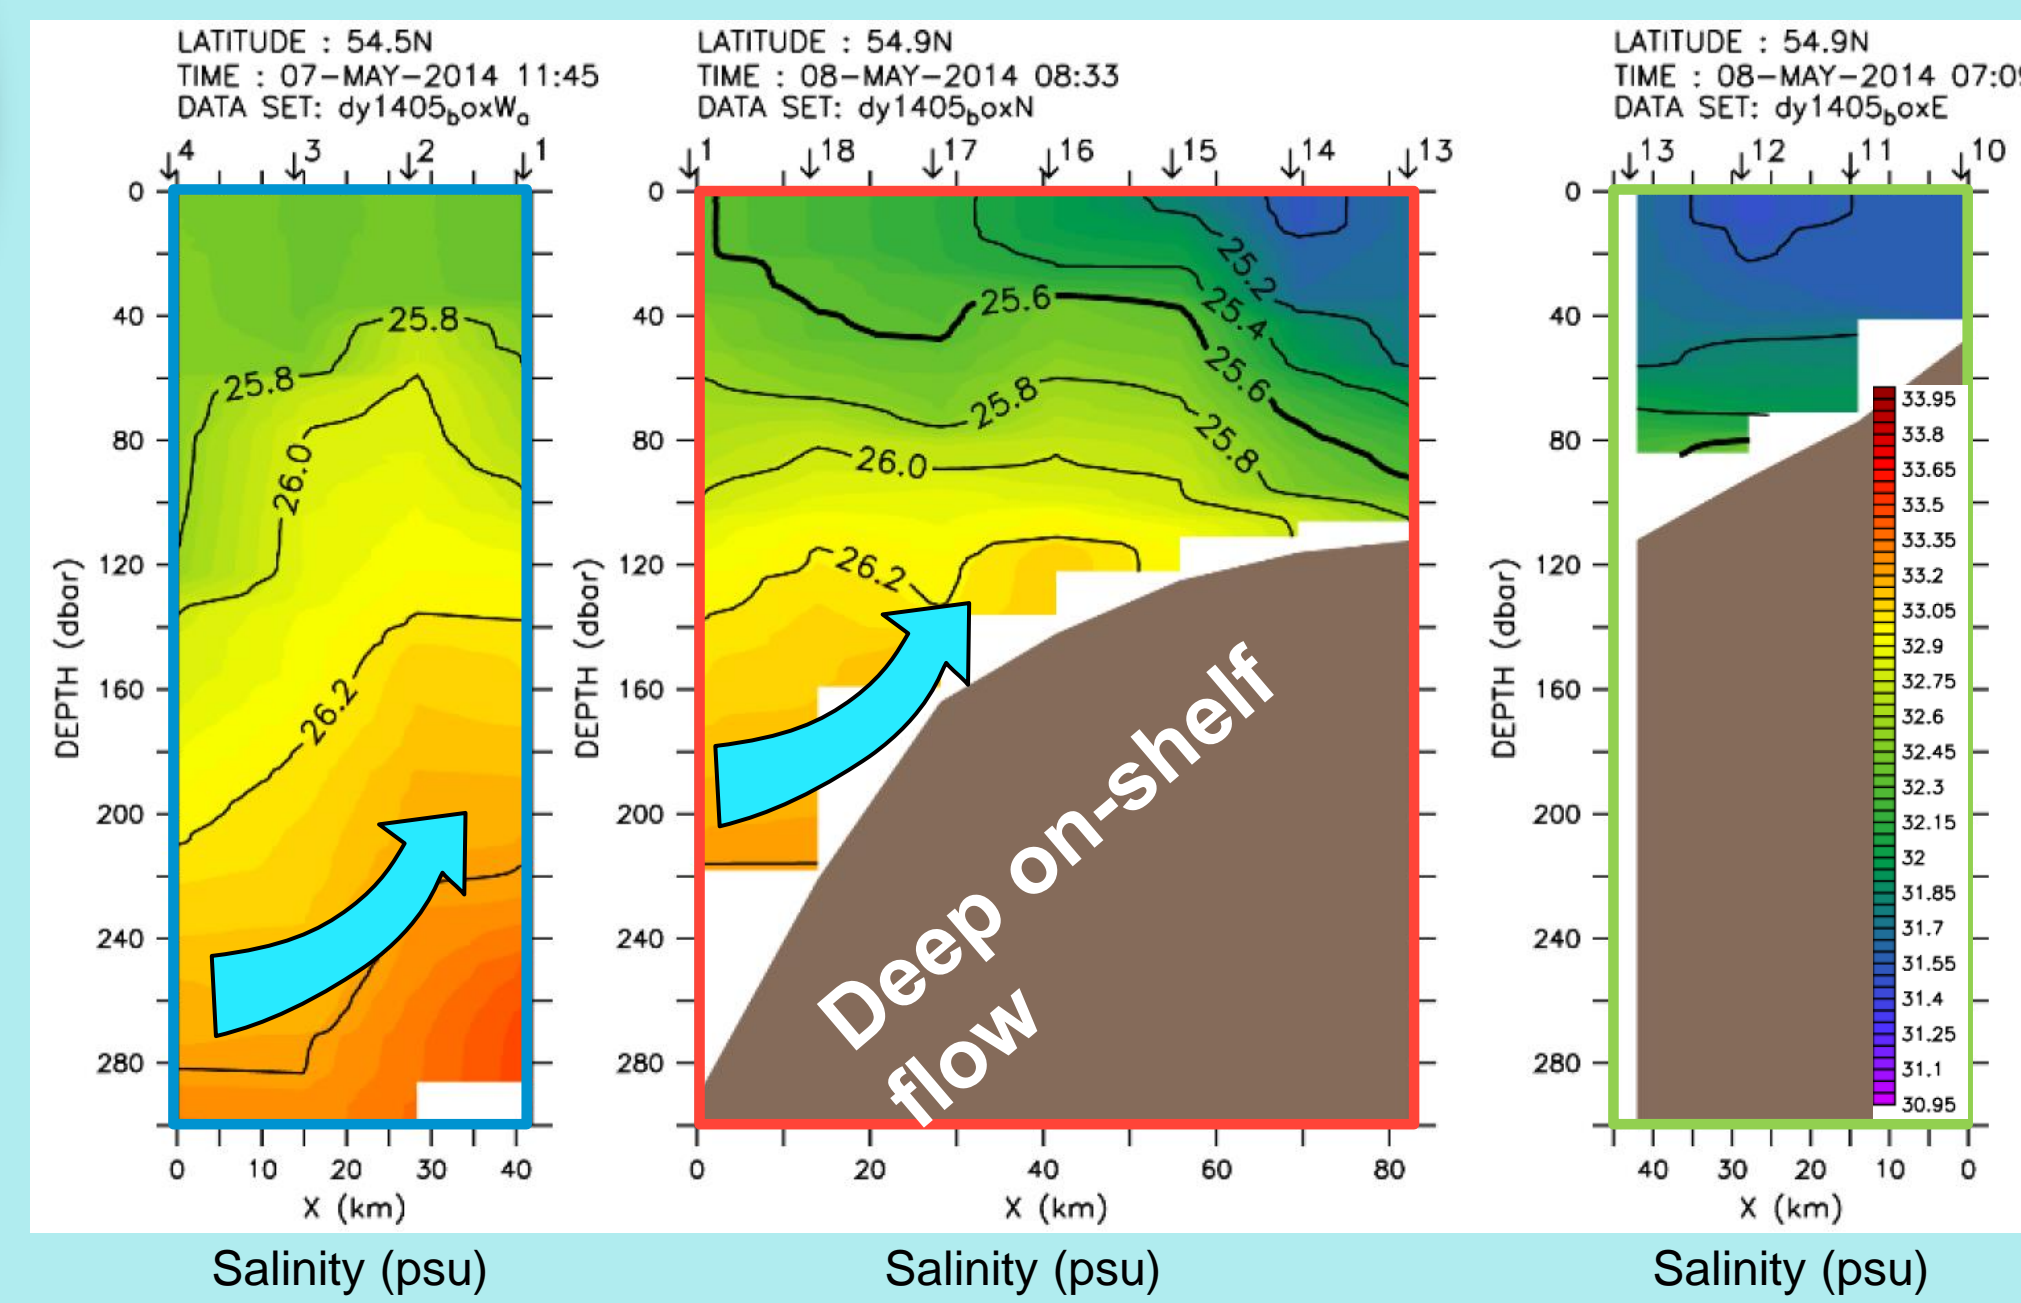 LATITUDE : 54.5N
TIME : 07-MAY-2014 11:45
DATA SET: dy1405boxWa
4 3 2 1
0
40
80
120
160
200
240
280
DEPTH (dbar)
25.8
25.8
26.0
26.2
0 10 20 30 40
X (km)
Salinity (psu)
LATITUDE : 54.9N
TIME : 08-MAY-2014 08:33
DATA SET: dy1405boxN
1 18 17 16 15 14 13
0
40
80
120
160
200
240
280
DEPTH (dbar)
25.2
25.6
25.4
25.6
25.8
25.8
26.0
26.2
Deep on-shelf
flow
0 20 40 60 80
X (km)
Salinity (psu)
LATITUDE : 54.9N
TIME : 08-MAY-2014 07:09
DATA SET: dy1405boxE
13 12 11 10
0
40
80
120
160
200
240
280
DEPTH (dbar)
33.95
33.8
33.65
33.5
33.35
33.2
33.05
32.9
32.75
32.6
32.45
32.3
32.15
32
31.85
31.7
31.55
31.4
31.25
31.1
30.95
40 30 20 10 0
X (km)
Salinity (psu)